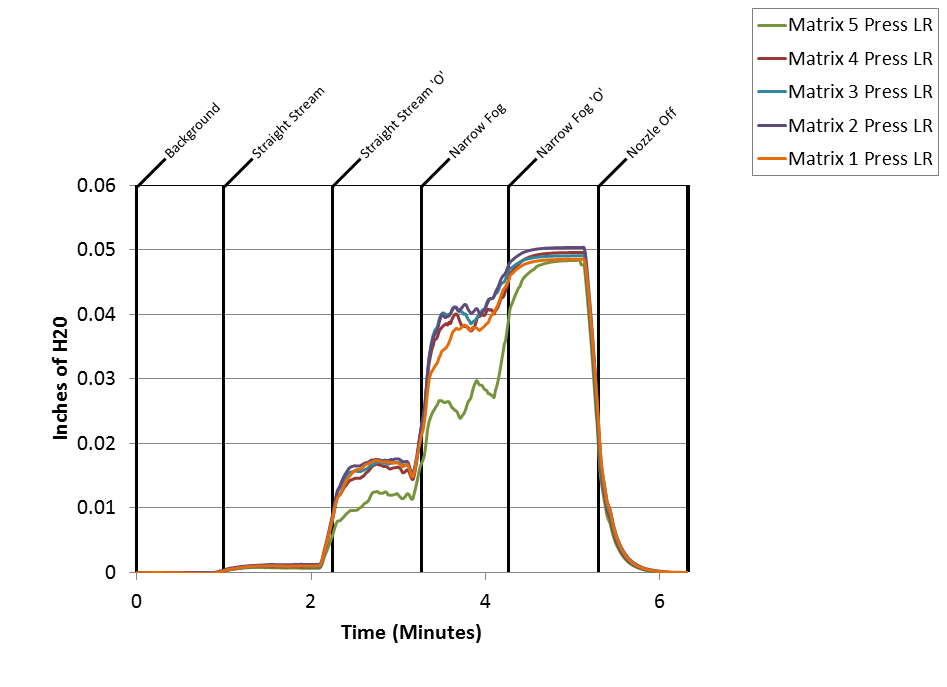 Matrix 5 Press LR
Matrix 4 Press LR
Matrix 3 Press LR
Matrix 2 Press LR
Matrix 1 Press LR
Background
Straight Stream
Straight Stream 'O'
Narrow Fog
Narrow Fog 'O'
Nozzle Off
0.06
0.05
0.04
0.03
0.02
0.01
0
Inches of H20
0 2 4 6
Time (Minutes)